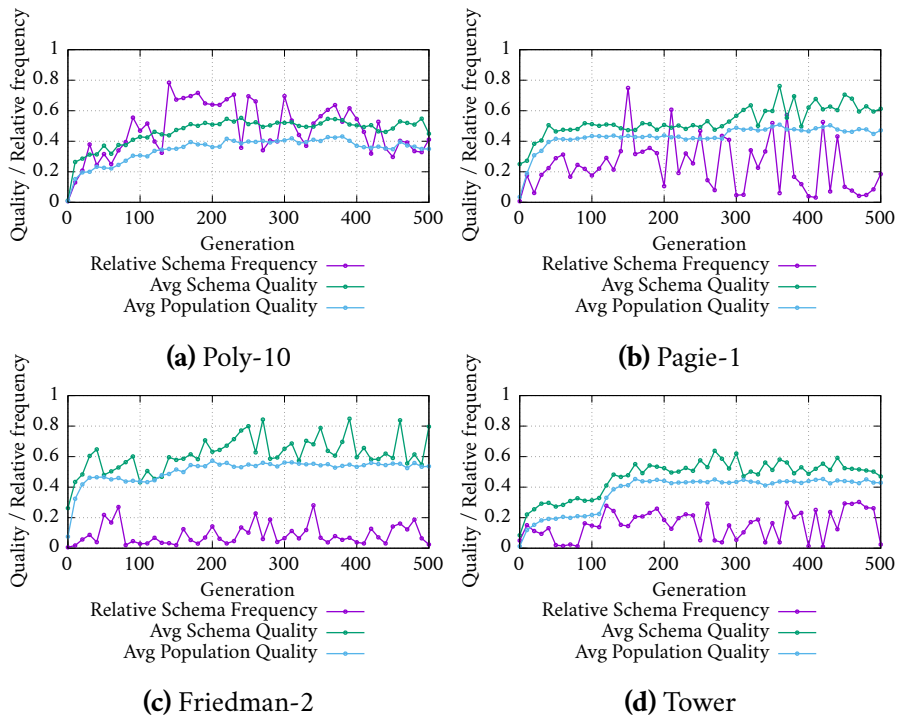 Quality / Relative frequency
1
0.8
0.6
0.4
0.2
0
0 100 200 300 400 500
Generation
Relative Schema Frequency
Avg Schema Quality
Avg Population Quality
(a) Poly-10
Quality / Relative frequency
1
0.8
0.6
0.4
0.2
0
0 100 200 300 400 500
Generation
Relative Schema Frequency
Avg Schema Quality
Avg Population Quality
(b) Pagie-1
Quality / Relative frequency
1
0.8
0.6
0.4
0.2
0
0 100 200 300 400 500
Generation
Relative Schema Frequency
Avg Schema Quality
Avg Population Quality
(c) Friedman-2
Quality / Relative frequency
1
0.8
0.6
0.4
0.2
0
0 100 200 300 400 500
Generation
Relative Schema Frequency
Avg Schema Quality
Avg Population Quality
(d) Tower